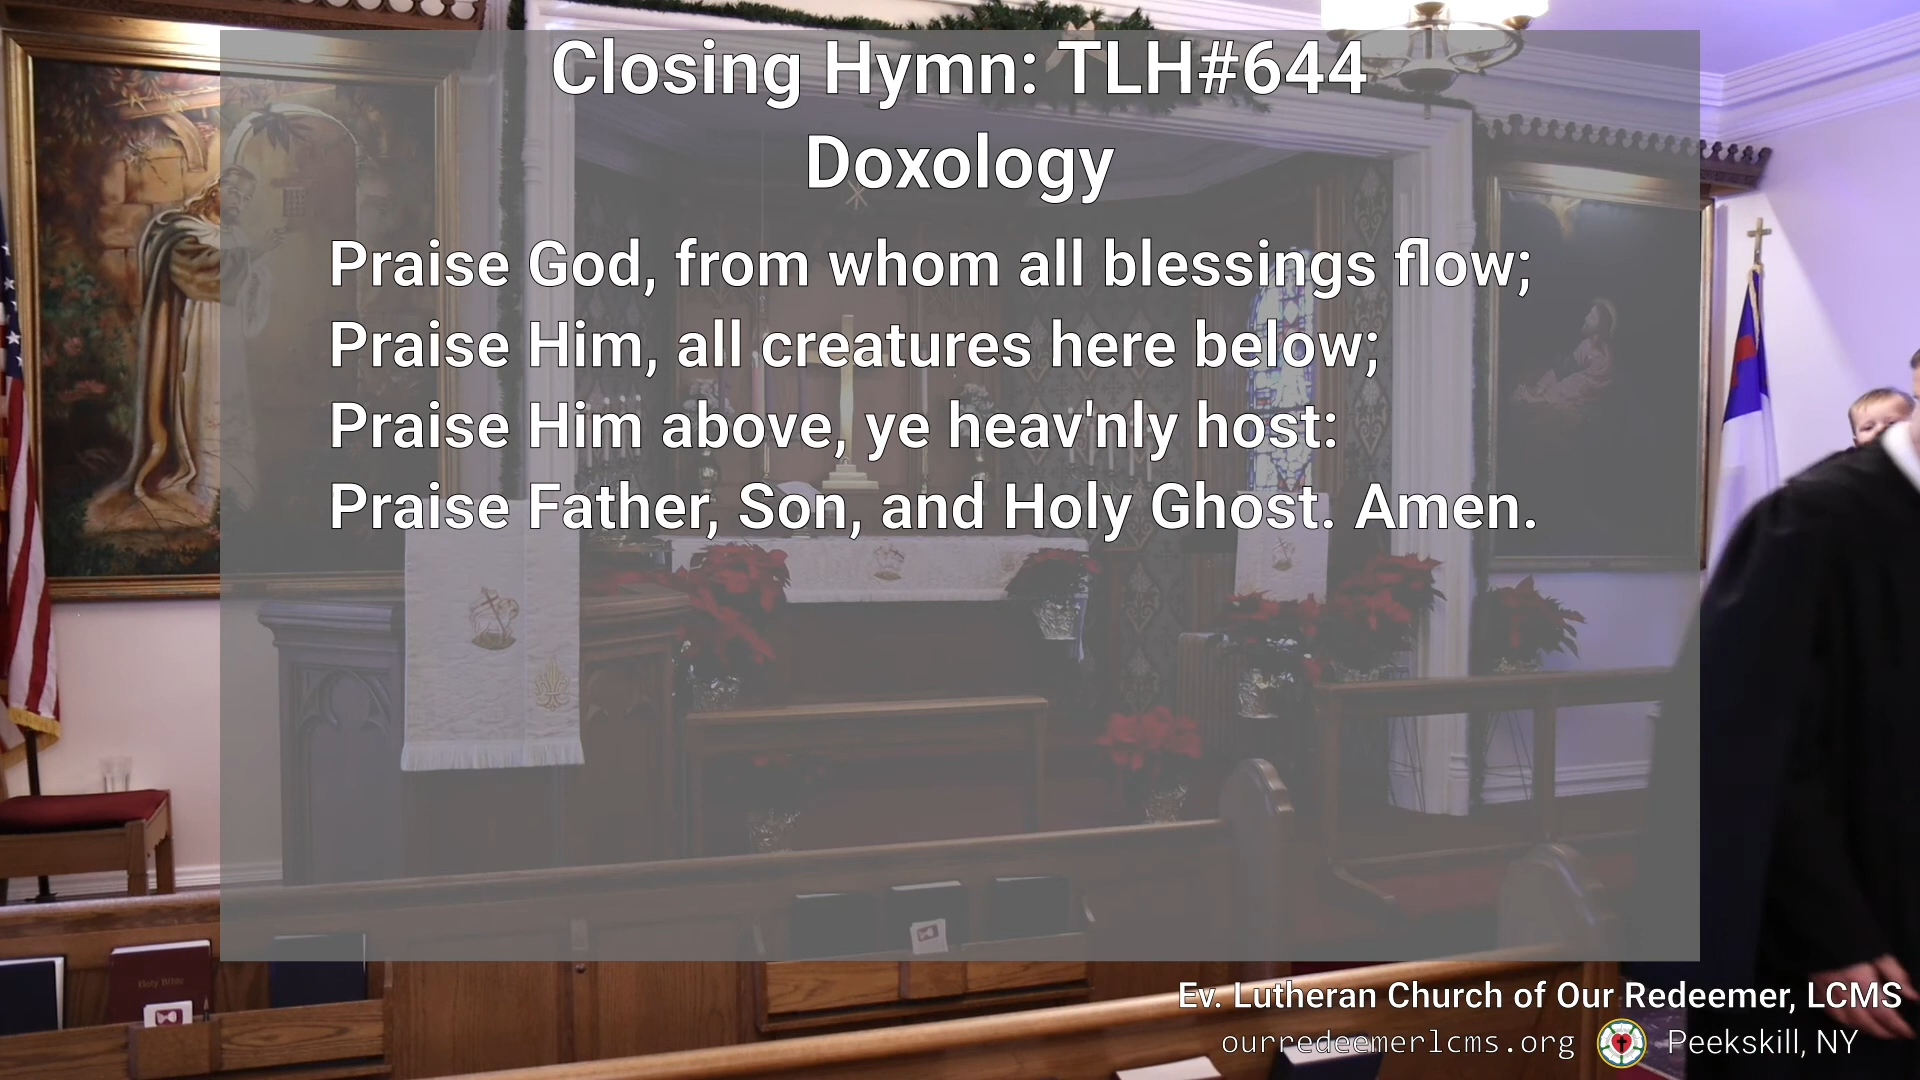 Closing Hymn: TLH#644
Doxology
Praise God, from whom all blessings flow;
Praise Him, all creatures here below;
Praise Him above, ye heav'nly host:
Praise Father, Son, and Holy Ghost. Amen.
Holy Bible
Ev. Lutheran Church of Our Redeemer, LCMS
ourredeemerlcms.org Peekskill, NY